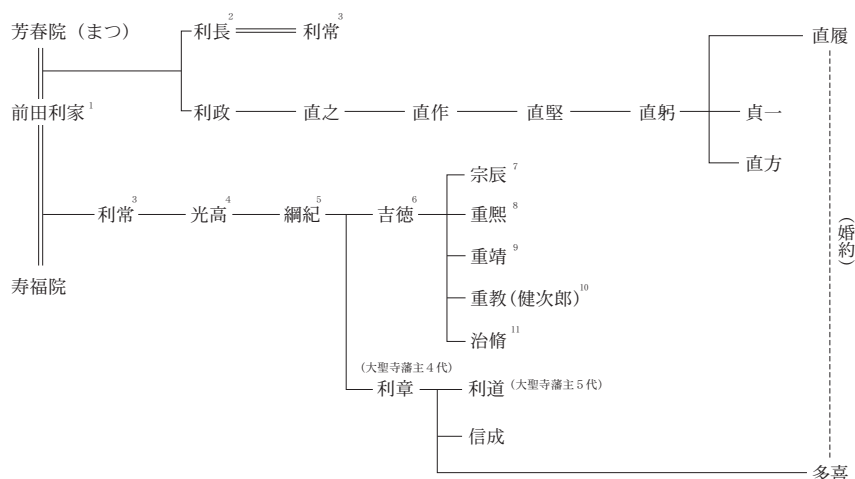 芳春院（まつ）
利長2
利常3
直履
前田利家1
利政
直之
直作
直堅
直躬
貞一
直方
利常3
光高4
綱紀5
吉徳6
宗辰7
重熙8
重靖9
重教(健次郎)10
治脩11
（婚約）
寿福院
(大聖寺藩主４代)
利章
利道(大聖寺藩主５代)
信成
多喜